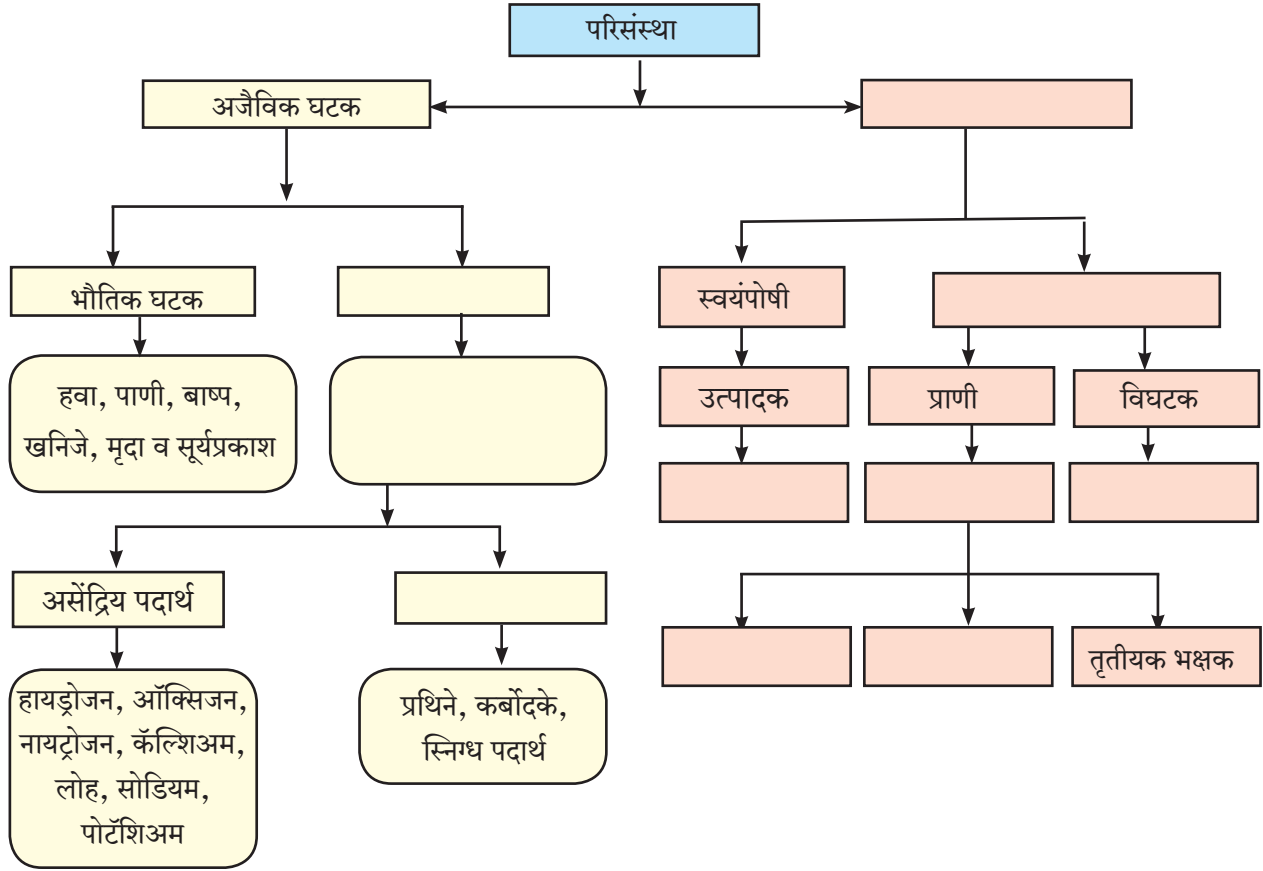 परिसंस्था
अजैविक घटक
भौतिक घटक
स्वयंपोषी
हवा, पाणी, बाष्प,
खनिजे, मृदा व सूर्यप्रकाश
उत्पादक
प्राणी
विघटक
असेंद्रिय पदार्थ
तृतीयक भक्षक
हायड्रोजन, ऑक्सिजन,
नायट्रोजन, कॅल्शिअम,
लोह, सोडियम,
पोटॅशिअम
प्रथिने, कर्बोदके,
स्निग्ध पदार्थ